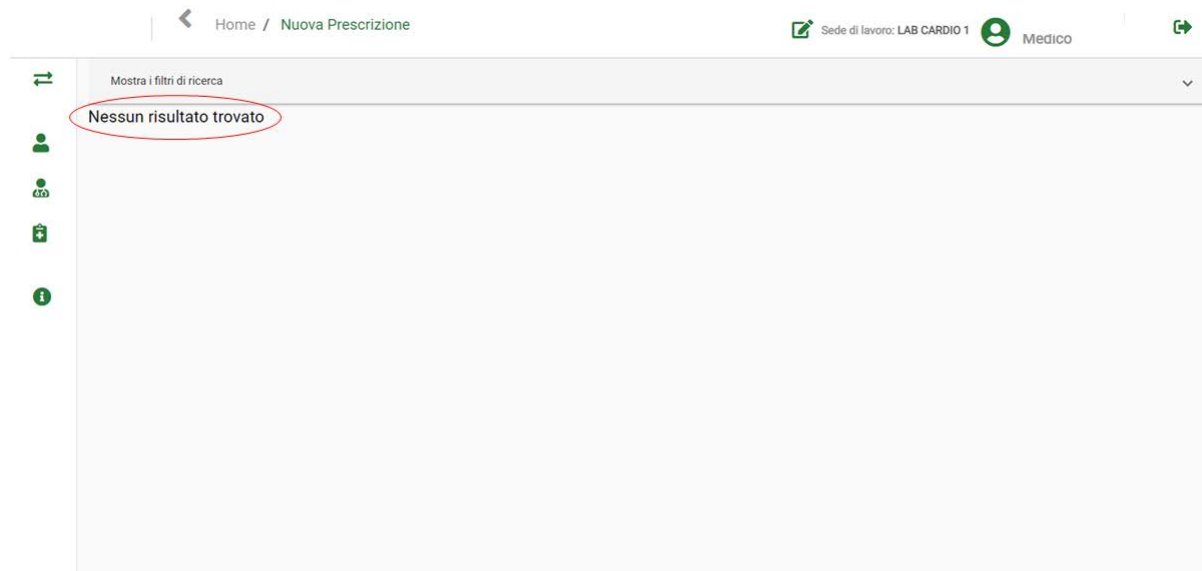 Home / Nuova Prescrizione
Sede di lavoro: LAB CARDIO 1
Medico
Mostra i filtri di ricerca
Nessun risultato trovato